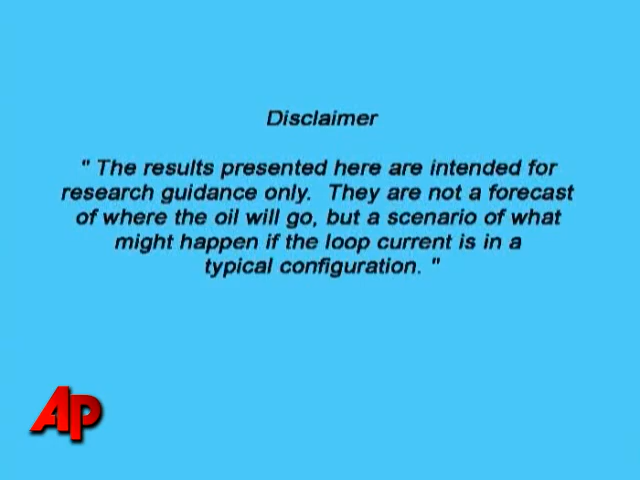 Disclaimer
" The results presented here are intended for
research guidance only. They are not a forecast
of where the oil will go, but a scenario of what
might happen if the loop current is in a
typical configuration. "
AP